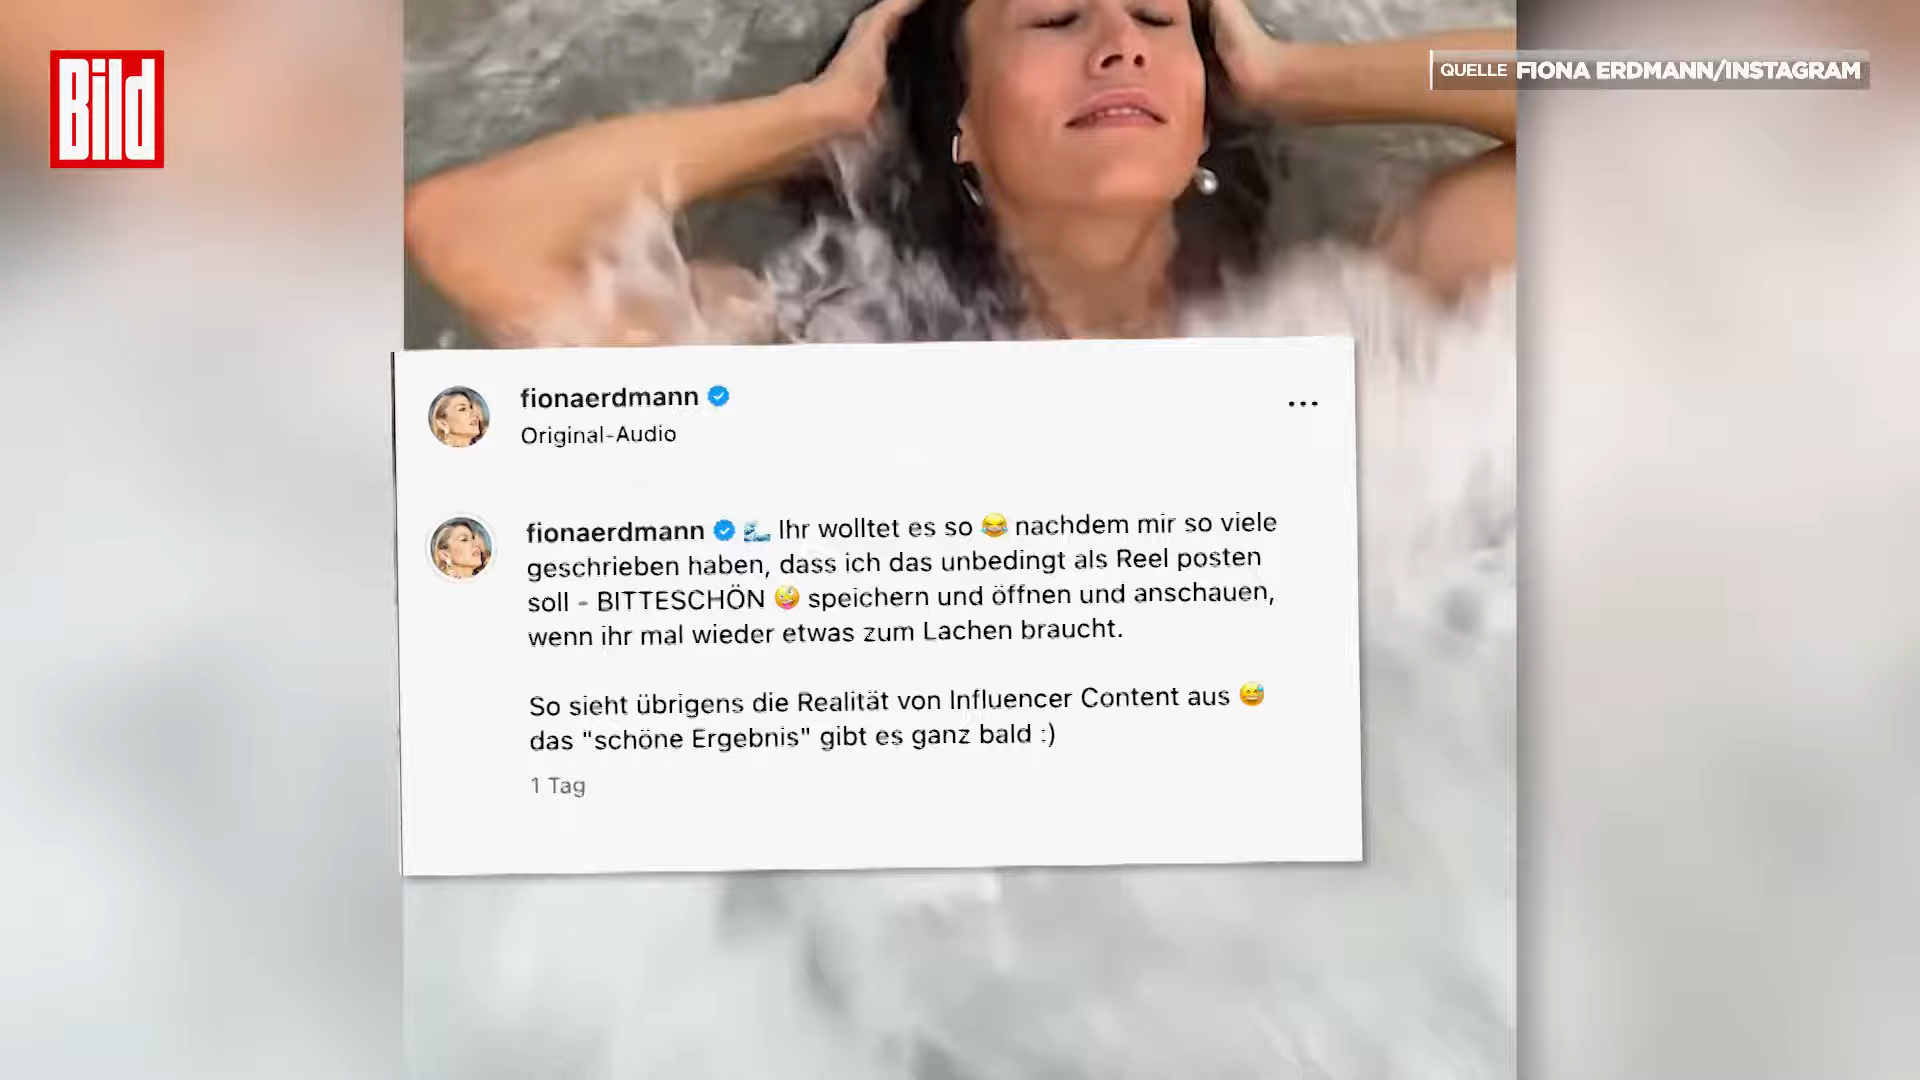 Bild
QUELLE FIONA ERDMANN/INSTAGRAM
fionaerdmann
Original-Audio
fionaerdmann 🌊 Ihr wolltet es so 😂 nachdem mir so viele
geschrieben haben, dass ich das unbedingt als Reel posten
soll - BITTESCHÖN 🤪 speichern und öffnen und anschauen,
wenn ihr mal wieder etwas zum Lachen braucht.
So sieht übrigens die Realität von Influencer Content aus 😅
das "schöne Ergebnis" gibt es ganz bald :)
1 Tag